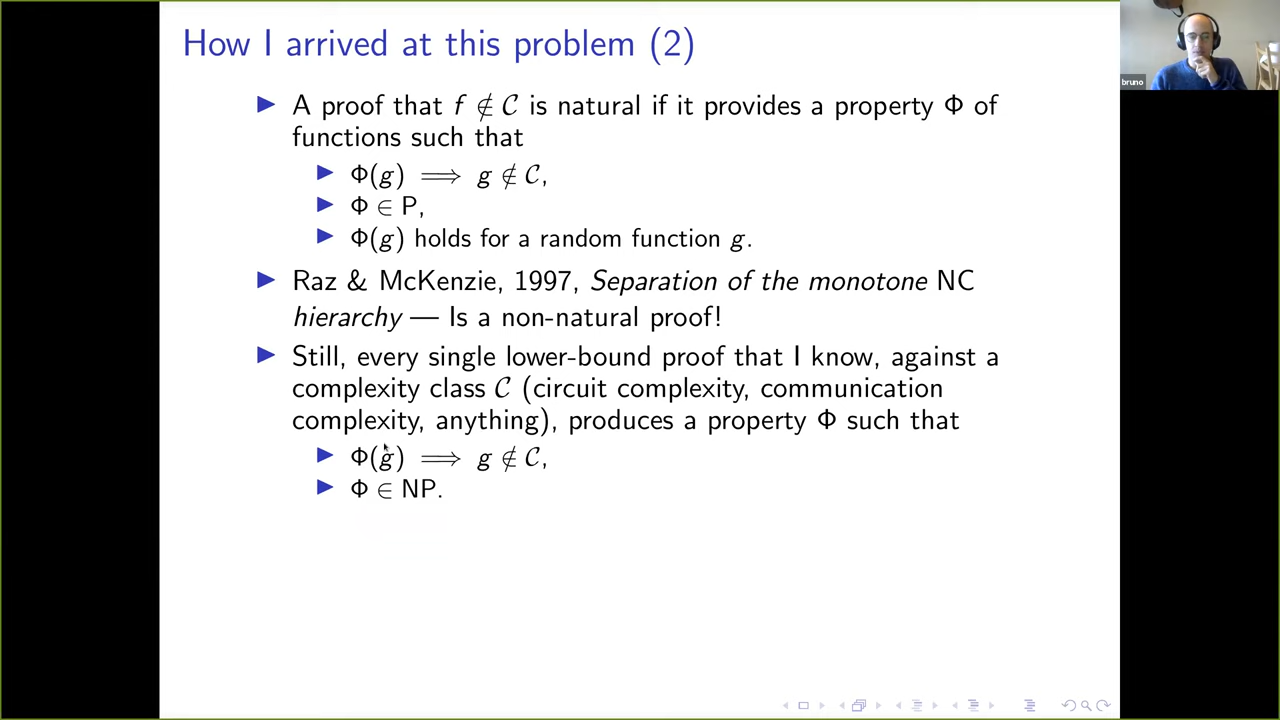 How I arrived at this problem (2)
▶ A proof that f ∉ 𝒞 is natural if it provides a property Φ of
functions such that
▶ Φ(g) ⟹ g ∉ 𝒞,
▶ Φ ∈ P,
▶ Φ(g) holds for a random function g.
▶ Raz & McKenzie, 1997, Separation of the monotone NC
hierarchy — Is a non-natural proof!
▶ Still, every single lower-bound proof that I know, against a
complexity class 𝒞 (circuit complexity, communication
complexity, anything), produces a property Φ such that
▶ Φ(g) ⟹ g ∉ 𝒞,
▶ Φ ∈ NP.
bruno